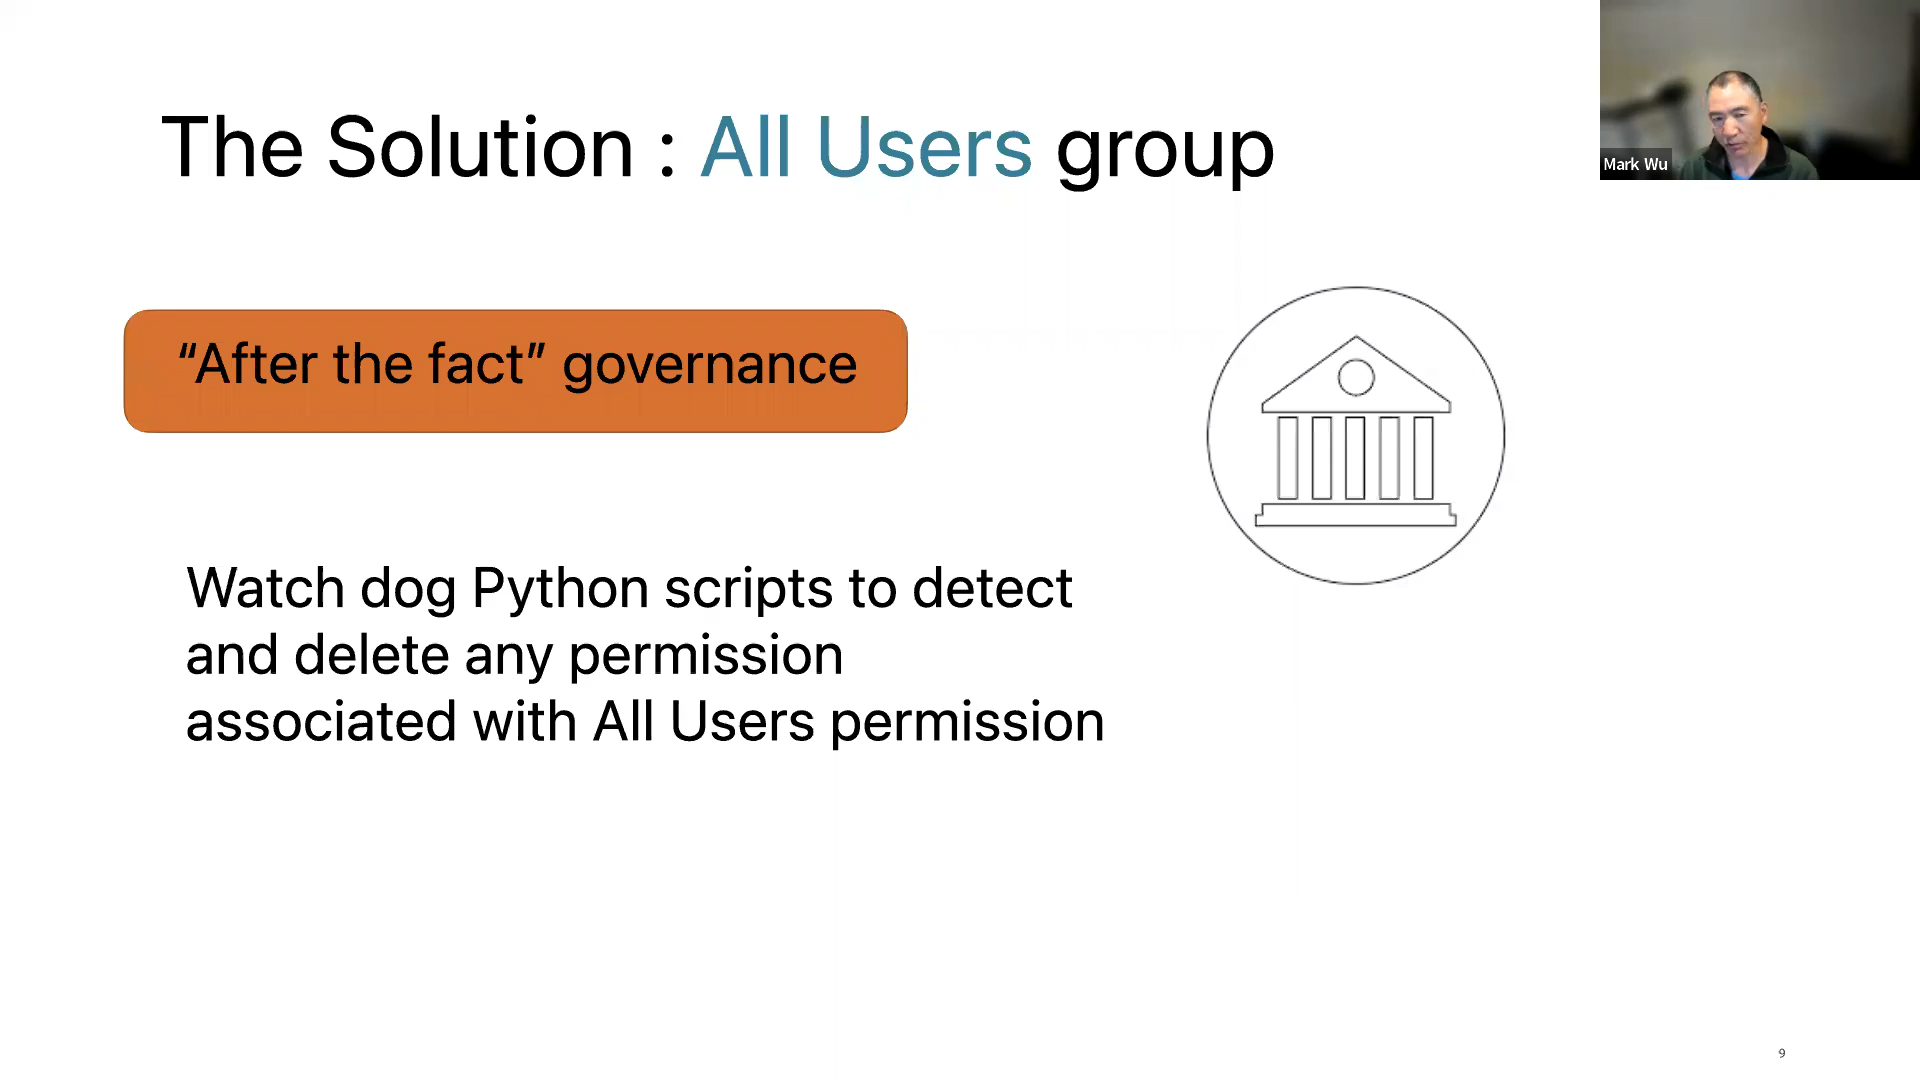 The Solution : All Users group
Mark Wu
“After the fact” governance
Watch dog Python scripts to detect
and delete any permission
associated with All Users permission
9